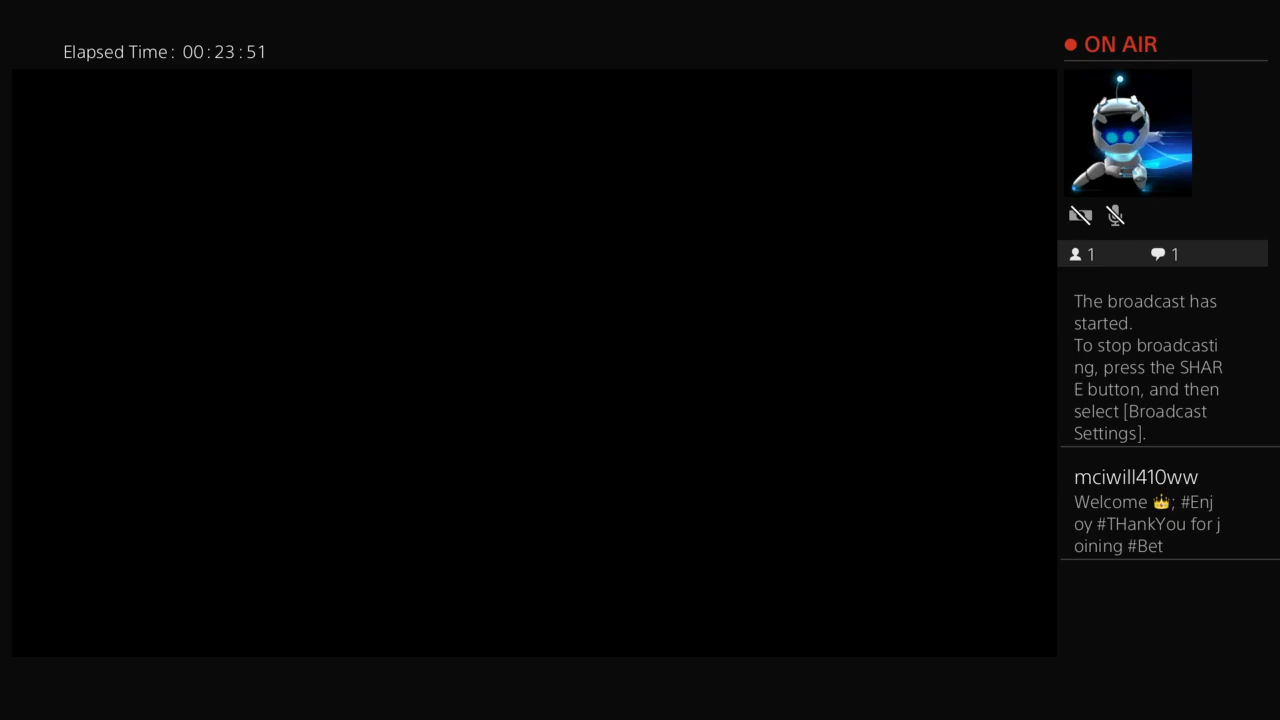 Elapsed Time: 00:23:51
ON AIR
1 1
The broadcast has
started.
To stop broadcasti
ng, press the SHAR
E button, and then
select [Broadcast
Settings].
mciwill410ww
Welcome 👑; #Enj
oy #THankYou for j
oining #Bet